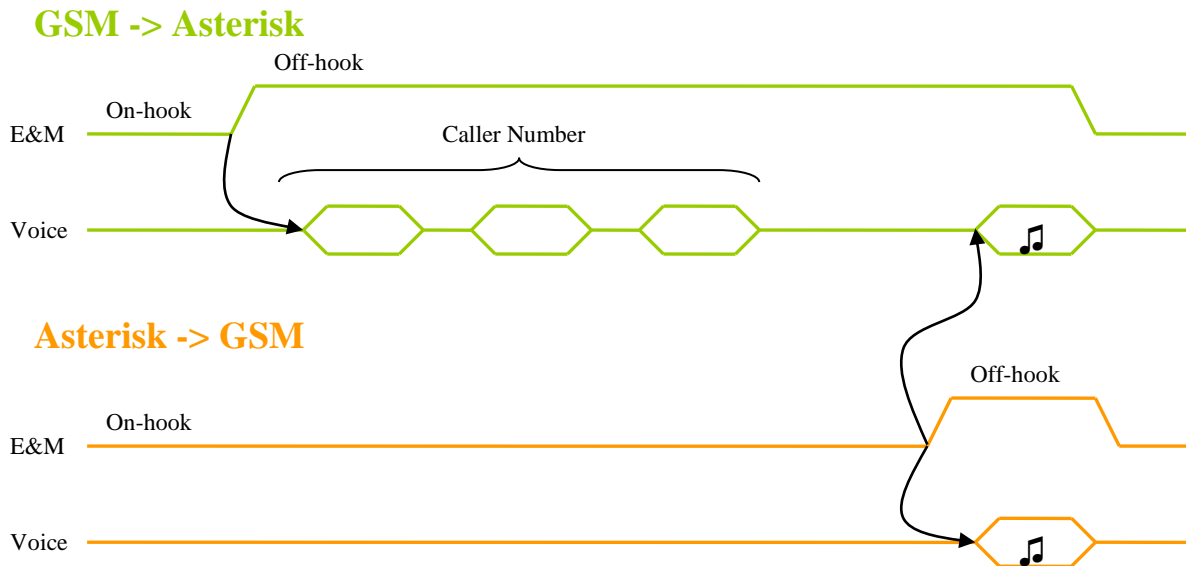 GSM -> Asterisk
Off-hook
On-hook
E&M
Caller Number
Voice
Asterisk -> GSM
Off-hook
On-hook
E&M
Voice